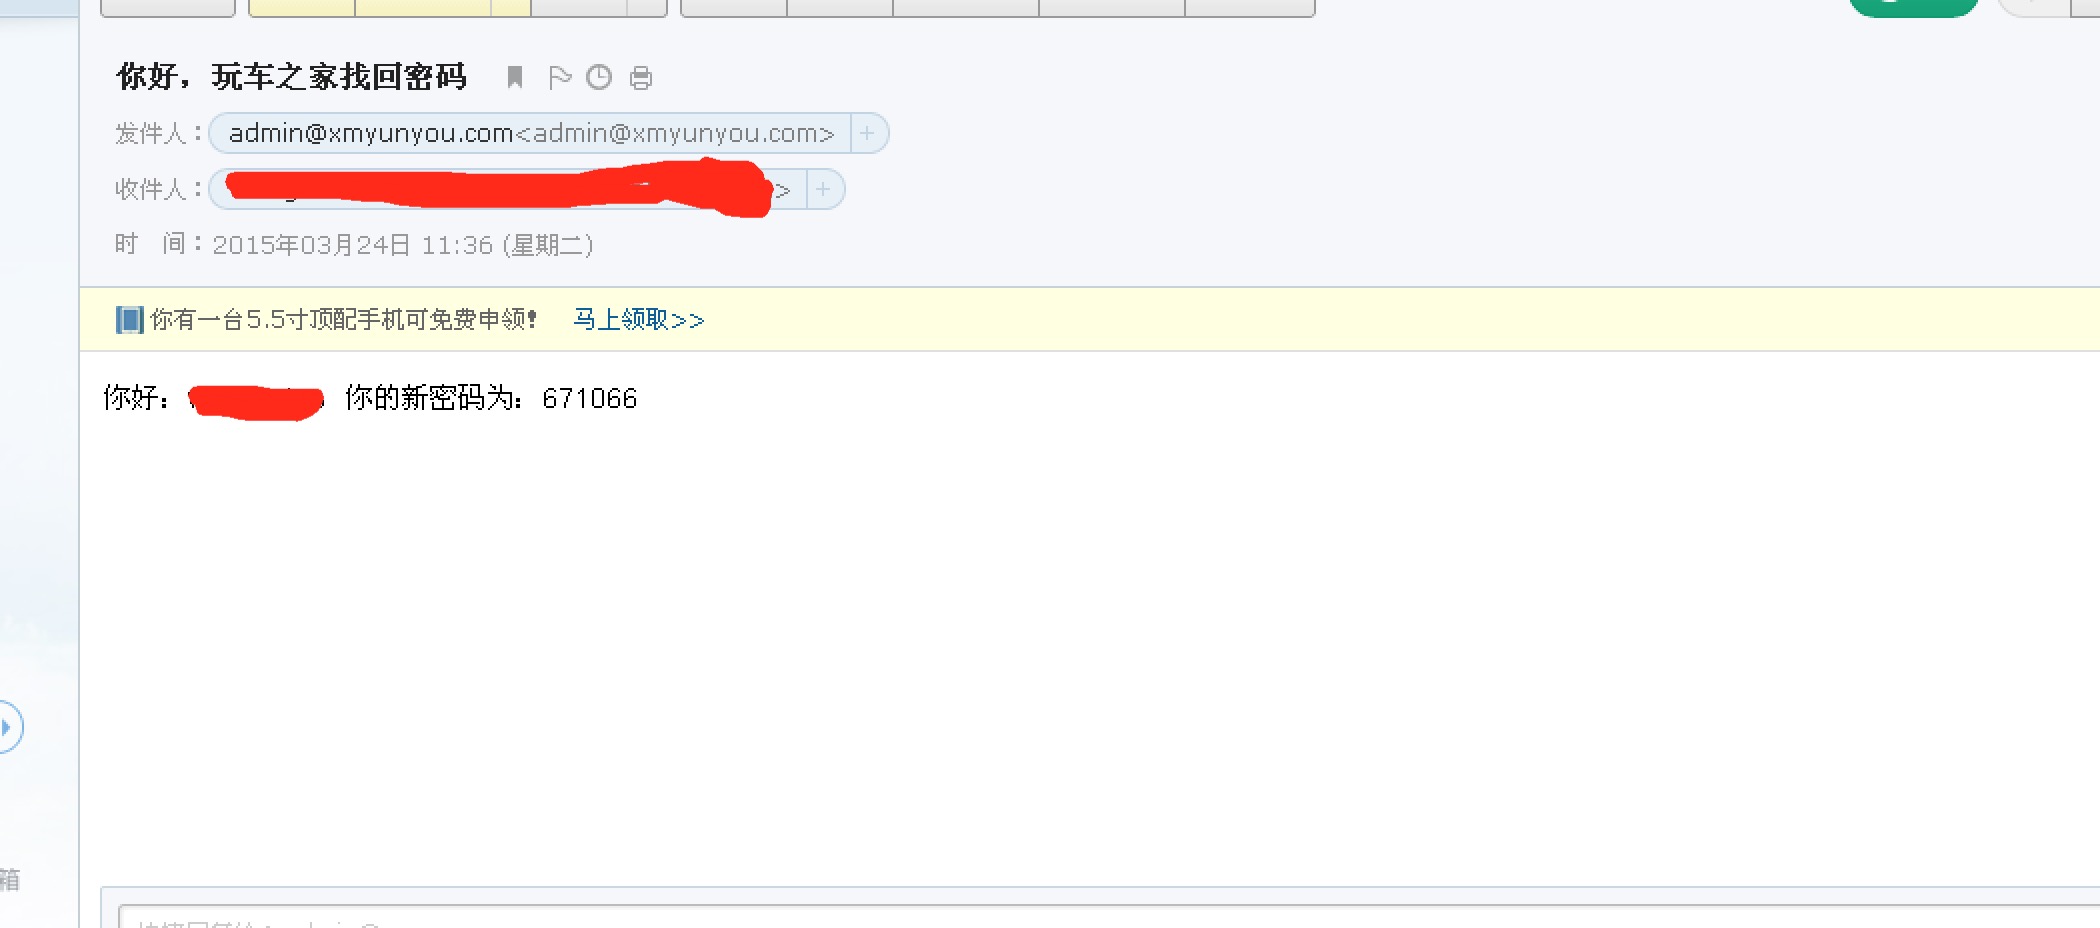 你好，玩车之家找回密码
发件人：admin@xmyunyou.com<admin@xmyunyou.com> +
收件人： > +
时 间：2015年03月24日 11:36 (星期二)
你有一台5.5寸顶配手机可免费申领！ 马上领取>>
你好： 你的新密码为：671066
箱